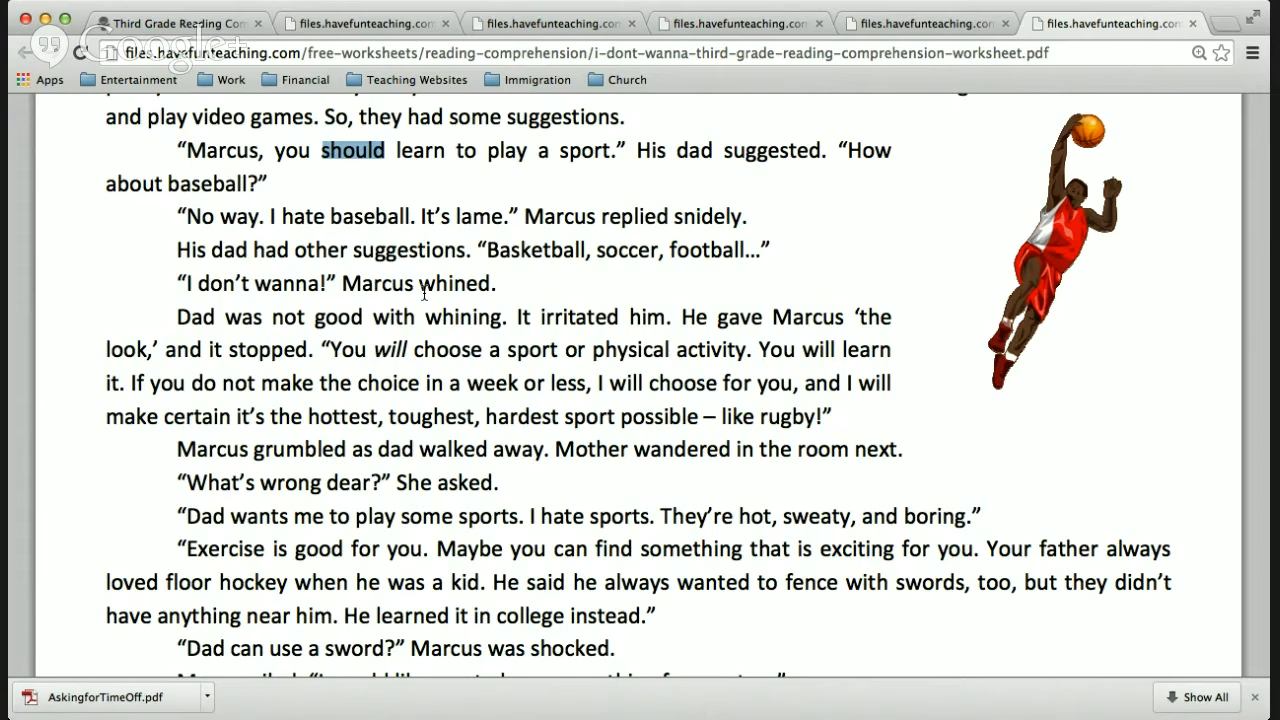 Third Grade Reading Com
files.havefunteaching.com/
files.havefunteaching.com/
files.havefunteaching.com/
files.havefunteaching.com/
files.havefunteaching.com/
Google+
files.havefunteaching.com/free-worksheets/reading-comprehension/i-dont-wanna-third-grade-reading-comprehension-worksheet.pdf
Apps Entertainment Work Financial Teaching Websites Immigration Church
and play video games. So, they had some suggestions.
“Marcus, you should learn to play a sport.” His dad suggested. “How
about baseball?”
“No way. I hate baseball. It’s lame.” Marcus replied snidely.
His dad had other suggestions. “Basketball, soccer, football…”
“I don’t wanna!” Marcus whined.
Dad was not good with whining. It irritated him. He gave Marcus ‘the
look,’ and it stopped. “You will choose a sport or physical activity. You will learn
it. If you do not make the choice in a week or less, I will choose for you, and I will
make certain it’s the hottest, toughest, hardest sport possible – like rugby!”
Marcus grumbled as dad walked away. Mother wandered in the room next.
“What’s wrong dear?” She asked.
“Dad wants me to play some sports. I hate sports. They’re hot, sweaty, and boring.”
“Exercise is good for you. Maybe you can find something that is exciting for you. Your father always
loved floor hockey when he was a kid. He said he always wanted to fence with swords, too, but they didn’t
have anything near him. He learned it in college instead.”
“Dad can use a sword?” Marcus was shocked.
AskingforTimeOff.pdf
Show All